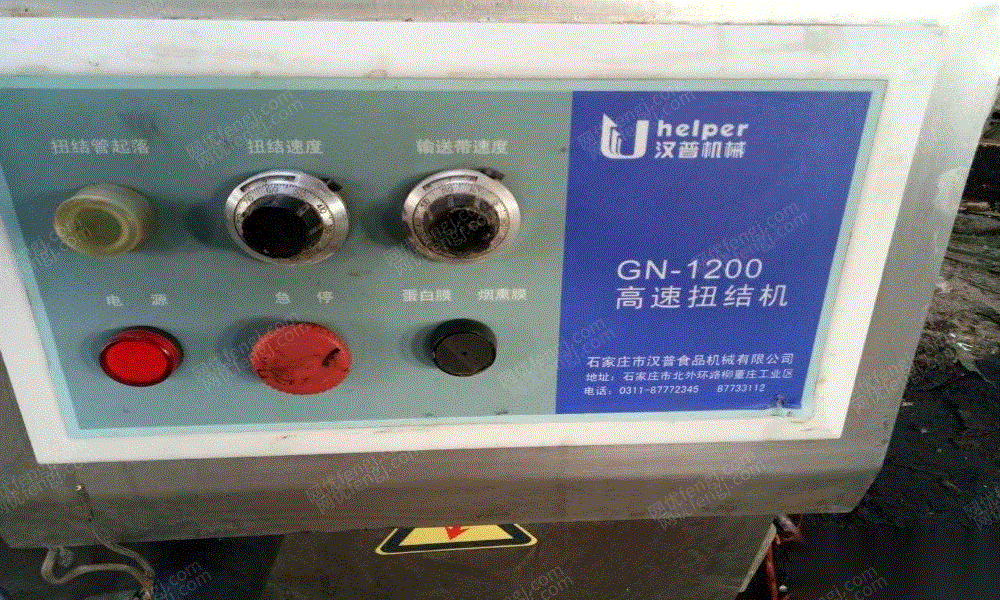 扭结管起落 扭结速度 输送带速度
电 源 急 停 蛋白膜 烟熏膜
helper
汉普机械
GN-1200
高速扭结机
石家庄市汉普食品机械有限公司
地址：石家庄市北外环路柳董庄工业区
电话：0311-87772345 87733112